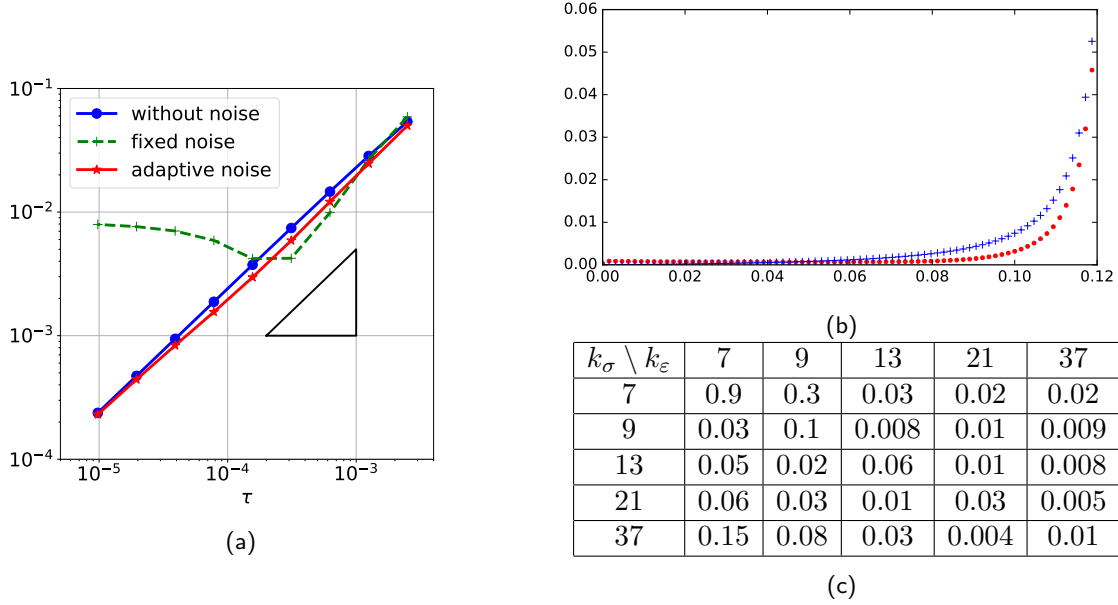 10⁻¹
10⁻²
10⁻³
10⁻⁴
without noise
fixed noise
adaptive noise
10⁻⁵ 10⁻⁴ 10⁻³
τ
(a)
0.06
0.05
0.04
0.03
0.02
0.01
0.00
0.00 0.02 0.04 0.06 0.08 0.10 0.12
(b)
k_σ \ k_ε 7 9 13 21 37
7 0.9 0.3 0.03 0.02 0.02
9 0.03 0.1 0.008 0.01 0.009
13 0.05 0.02 0.06 0.01 0.008
21 0.06 0.03 0.01 0.03 0.005
37 0.15 0.08 0.03 0.004 0.01
(c)